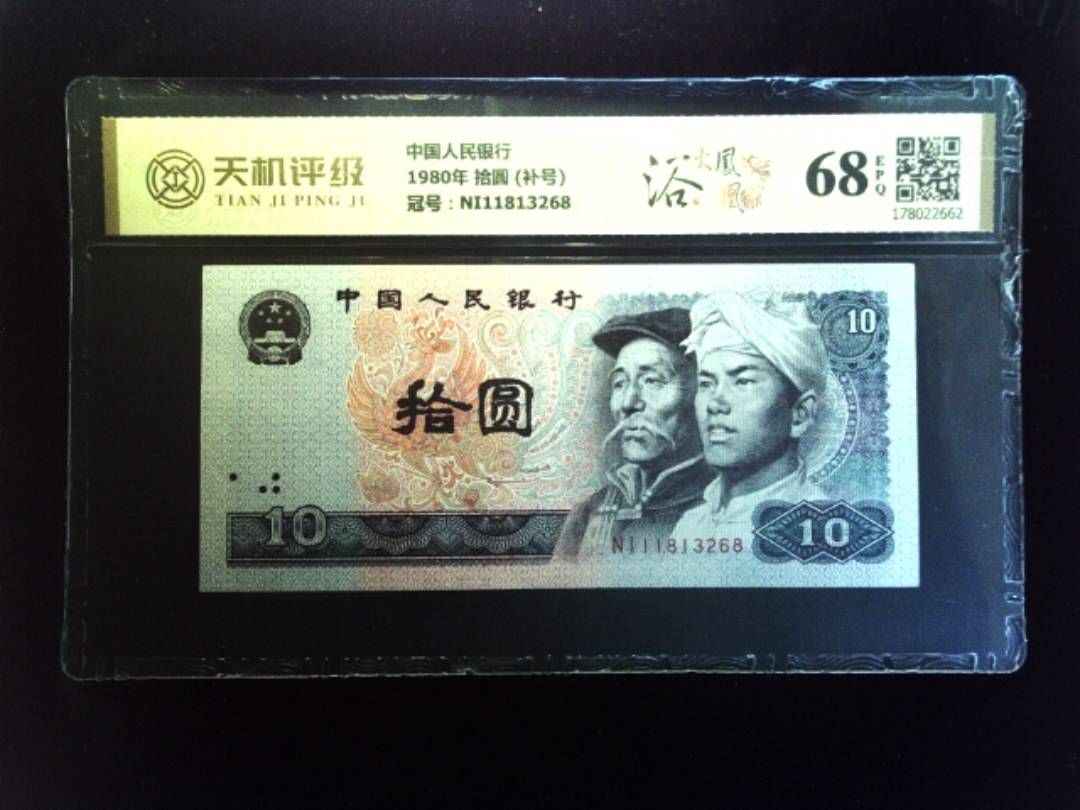 天机评级
TIAN JI PING JI
中国人民银行
1980年 拾圆 (补号)
冠号：NI11813268
浴火凤凰
68 EPQ
178022662
中国人民银行
10
拾圆
10
NI11813268
10